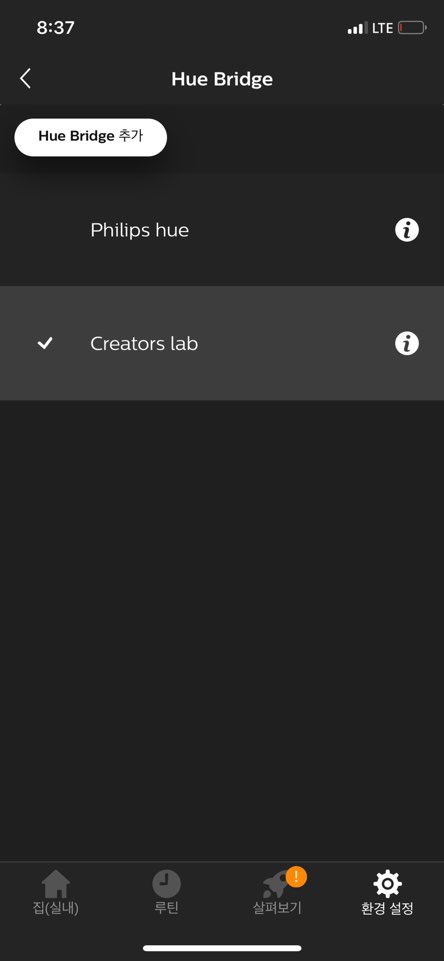 8:37
LTE
Hue Bridge
Hue Bridge 추가
Philips hue
Creators lab
집(실내)
루틴
살펴보기
환경 설정